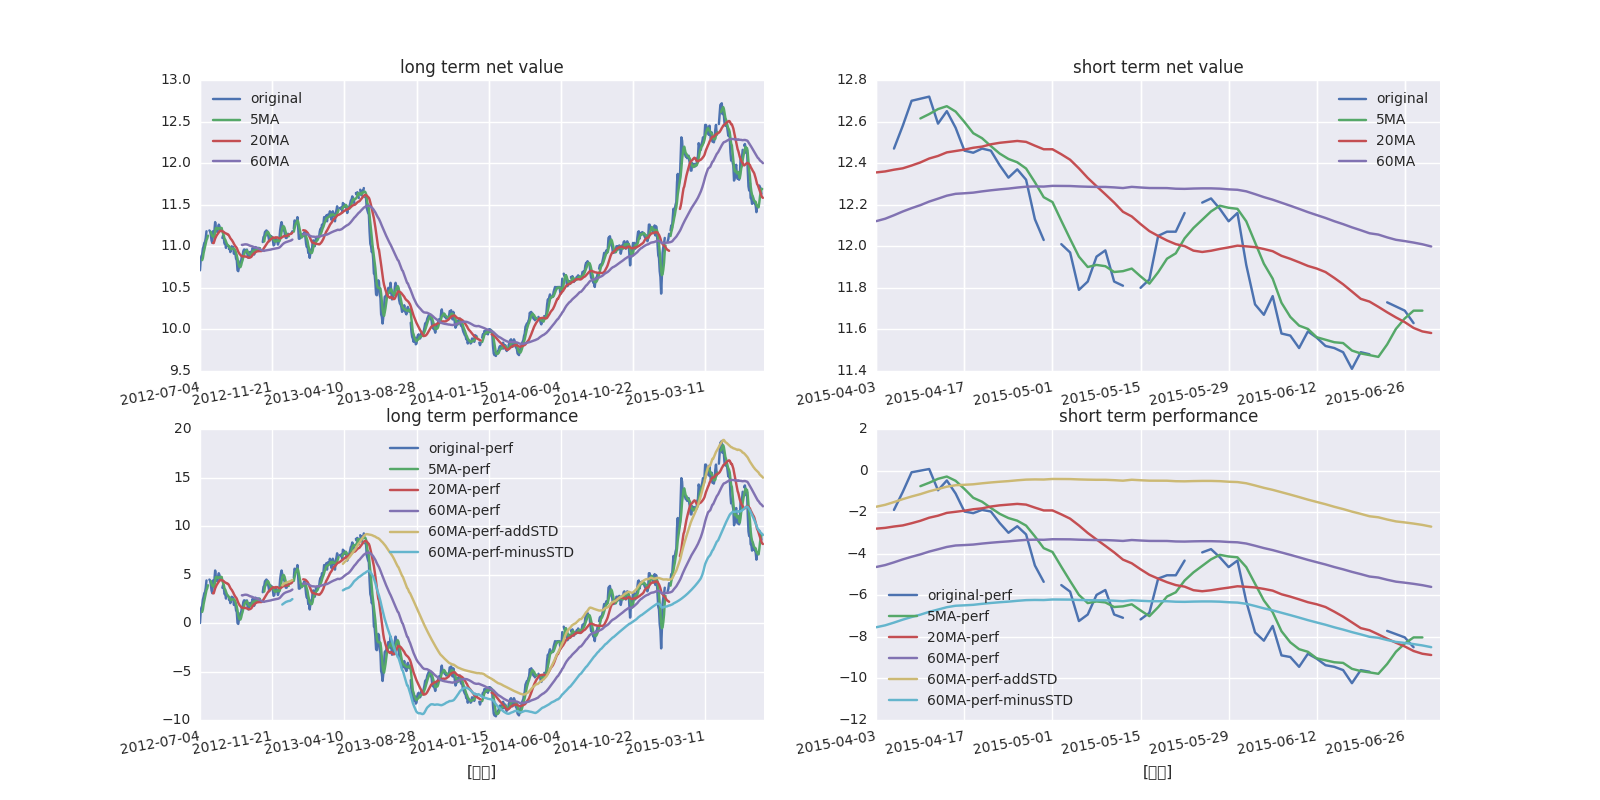 long term net value
13.0
12.5
12.0
11.5
11.0
10.5
10.0
9.5
original
5MA
20MA
60MA
2012-07-04
2012-11-21
2013-04-10
2013-08-28
2014-01-15
2014-06-04
2014-10-22
2015-03-11
short term net value
12.8
12.6
12.4
12.2
12.0
11.8
11.6
11.4
original
5MA
20MA
60MA
2015-04-03
2015-04-17
2015-05-01
2015-05-15
2015-05-29
2015-06-12
2015-06-26
long term performance
20
15
10
5
0
−5
−10
original-perf
5MA-perf
20MA-perf
60MA-perf
60MA-perf-addSTD
60MA-perf-minusSTD
2012-07-04
2012-11-21
2013-04-10
2013-08-28
2014-01-15
2014-06-04
2014-10-22
2015-03-11
short term performance
2
0
−2
−4
−6
−8
−10
−12
original-perf
5MA-perf
20MA-perf
60MA-perf
60MA-perf-addSTD
60MA-perf-minusSTD
2015-04-03
2015-04-17
2015-05-01
2015-05-15
2015-05-29
2015-06-12
2015-06-26